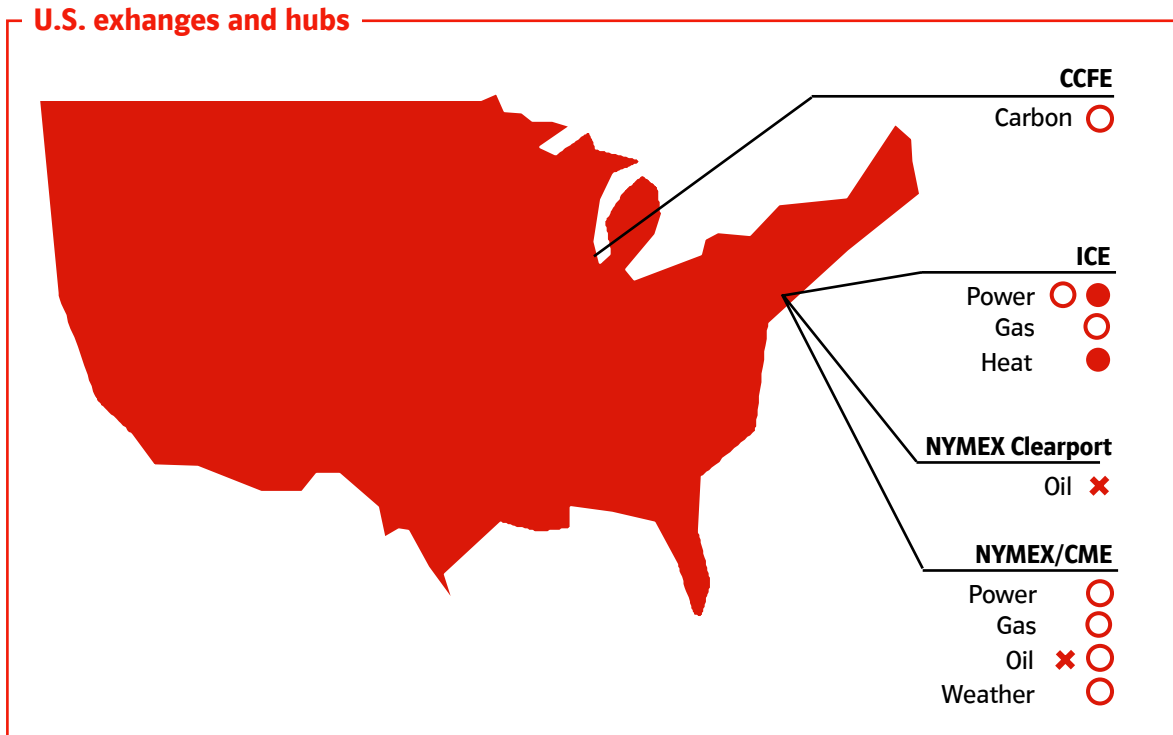 U.S. exhanges and hubs
CCFE
Carbon
ICE
Power
Gas
Heat
NYMEX Clearport
Oil
NYMEX/CME
Power
Gas
Oil
Weather